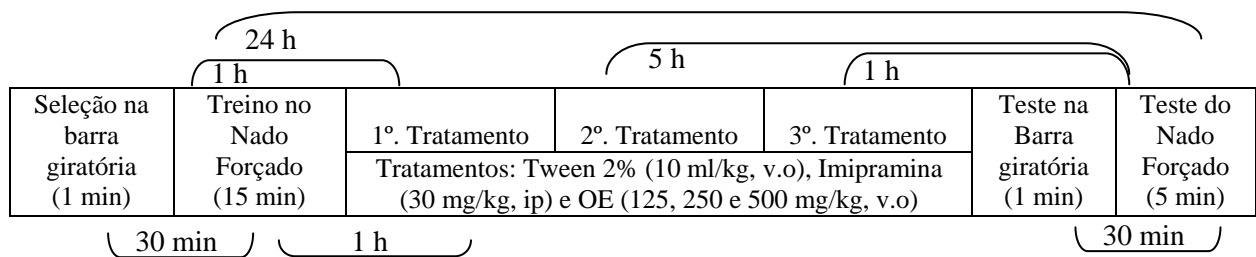 24 h
1 h
5 h
1 h
Seleção na
barra
giratória
(1 min)
Treino no
Nado
Forçado
(15 min)
1º. Tratamento
2º. Tratamento
3º. Tratamento
Tratamentos: Tween 2% (10 ml/kg, v.o), Imipramina
(30 mg/kg, ip) e OE (125, 250 e 500 mg/kg, v.o)
Teste na
Barra
giratória
(1 min)
Teste do
Nado
Forçado
(5 min)
30 min
1 h
30 min